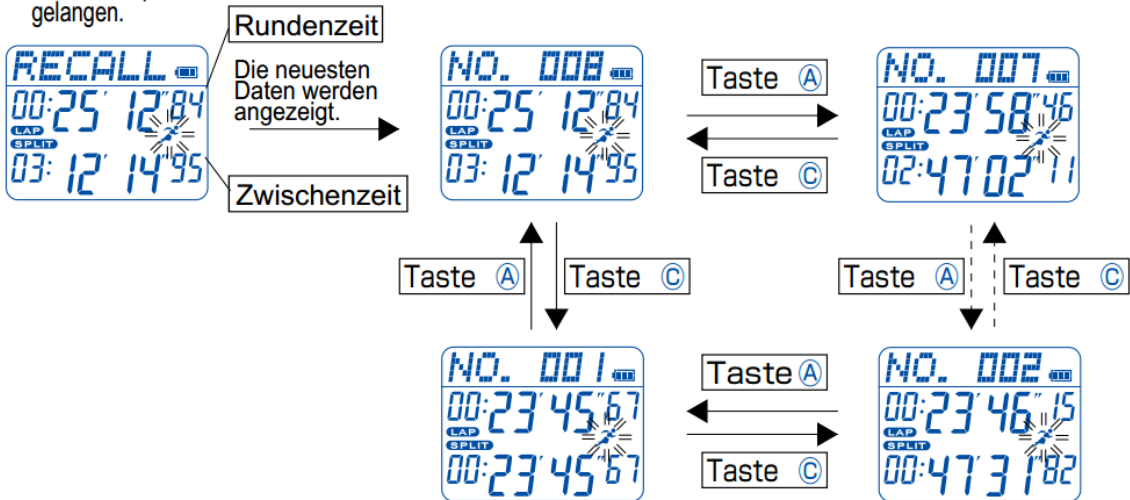 gelangen.
Rundenzeit
RECALL
00:25' 12"84
LAP
SPLIT
03: 12' 14"95
Zwischenzeit
Die neuesten
Daten werden
angezeigt.
NO. 008
00:25' 12"84
LAP
SPLIT
03: 12' 14"95
Taste Ⓐ
Taste Ⓒ
NO. 007
00:23'58"46
LAP
SPLIT
02:47'02"11
Taste Ⓐ
Taste Ⓒ
Taste Ⓐ
Taste Ⓒ
NO. 001
00:23'45"67
LAP
SPLIT
00:23'45"67
Taste Ⓐ
Taste Ⓒ
NO. 002
00:23'46"15
LAP
SPLIT
00:47'31"82